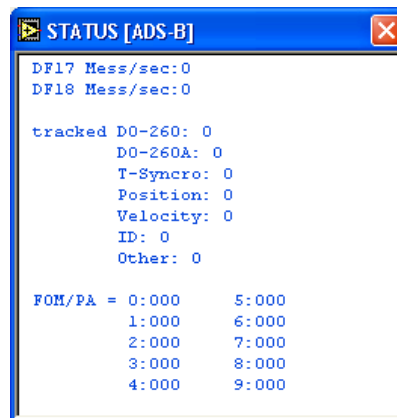 STATUS [ADS-B]
DF17 Mess/sec:0
DF18 Mess/sec:0
tracked DO-260: 0
DO-260A: 0
T-Syncro: 0
Position: 0
Velocity: 0
ID: 0
Other: 0
FOM/PA = 0:000 5:000
1:000 6:000
2:000 7:000
3:000 8:000
4:000 9:000